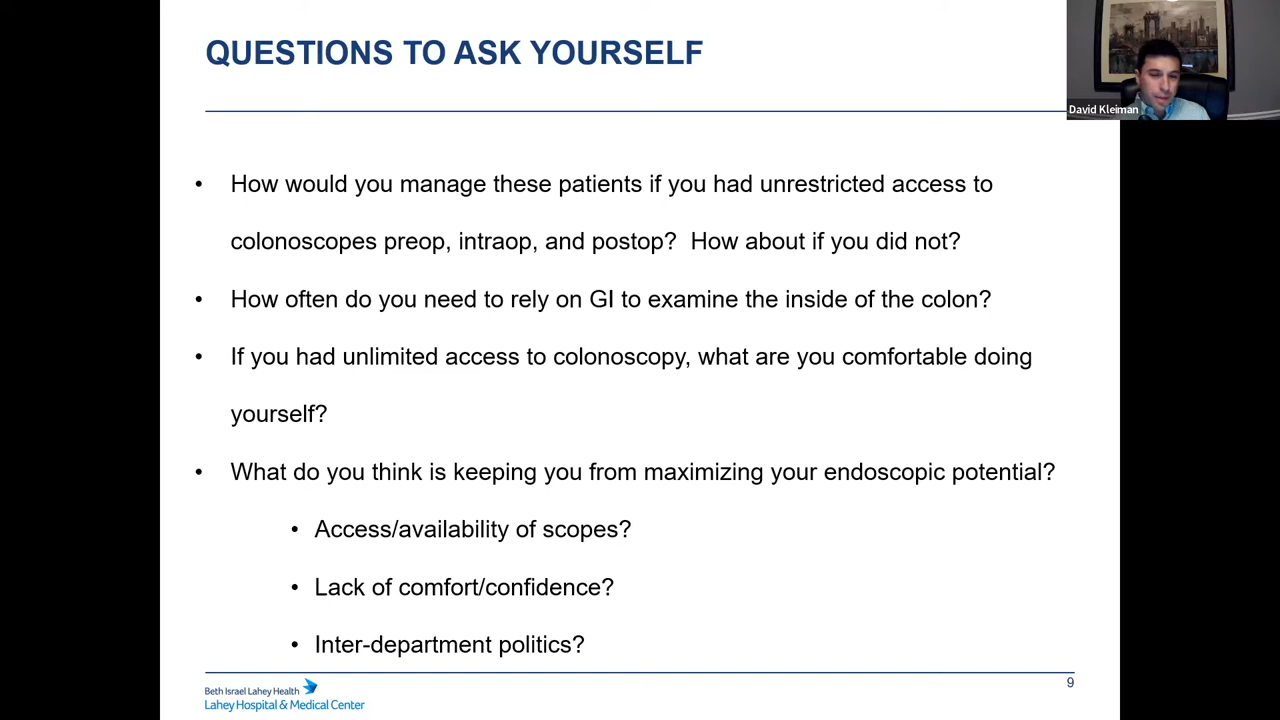 QUESTIONS TO ASK YOURSELF
David Kleiman
• How would you manage these patients if you had unrestricted access to
colonoscopes preop, intraop, and postop?  How about if you did not?
• How often do you need to rely on GI to examine the inside of the colon?
• If you had unlimited access to colonoscopy, what are you comfortable doing
yourself?
• What do you think is keeping you from maximizing your endoscopic potential?
• Access/availability of scopes?
• Lack of comfort/confidence?
• Inter-department politics?
Beth Israel Lahey Health
Lahey Hospital & Medical Center
9